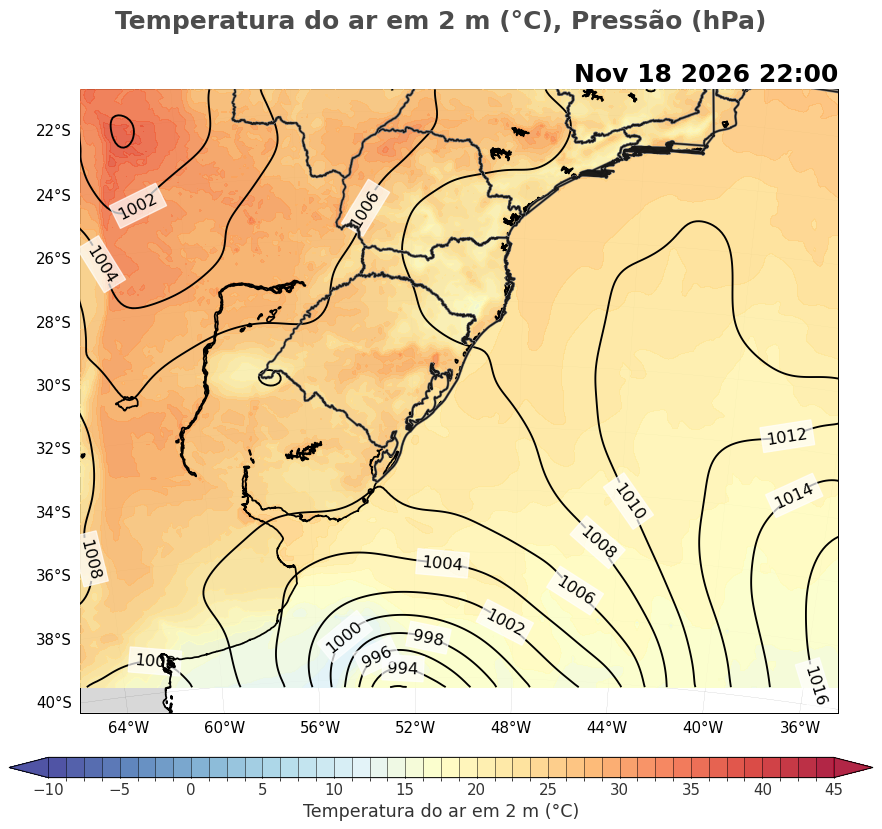 Temperatura do ar em 2 m (°C), Pressão (hPa)
Nov 18 2026 22:00
22°S
24°S
26°S
28°S
30°S
32°S
34°S
36°S
38°S
40°S
1002
1006
1004
1012
1014
1010
1008
1008
1004
1006
1002
1000
998
996
994
1016
64°W 60°W 56°W 52°W 48°W 44°W 40°W 36°W
−10 −5 0 5 10 15 20 25 30 35 40 45
Temperatura do ar em 2 m (°C)